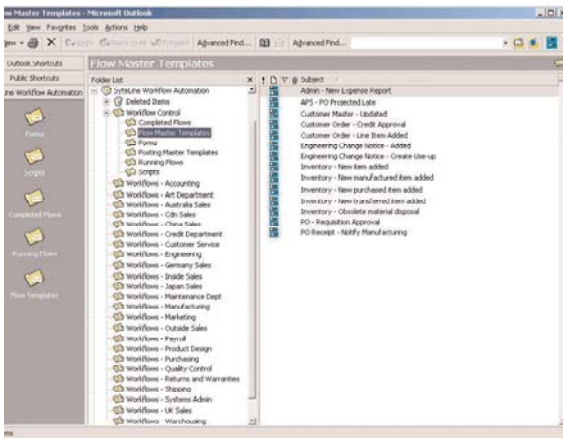 ow Master Templates - Microsoft Outlook
Edit View Favorites Tools Actions Help
Advanced Find...
Advanced Find...
Outlook Shortcuts
Public Shortcuts
ine Workflow Automation
Forms
Scripts
Completed Flows
Running Flows
Flow Templates
Flow Master Templates
Folder List
SyteLine Workflow Automation
Deleted Items
Workflow Control
Completed Flows
Flow Master Templates
Forms
Posting Master Templates
Running Flows
Scripts
Workflows - Accounting
Workflows - Art Department
Workflows - Australia Sales
Workflows - Cdn Sales
Workflows - China Sales
Workflows - Credit Department
Workflows - Customer Service
Workflows - Engineering
Workflows - Germany Sales
Workflows - Inside Sales
Workflows - Japan Sales
Workflows - Maintenance Dept
Workflows - Manufacturing
Workflows - Marketing
Workflows - Outside Sales
Workflows - Payroll
Workflows - Product Design
Workflows - Purchasing
Workflows - Quality Control
Workflows - Returns and Warranties
Workflows - Shipping
Workflows - Systems Admin
Workflows - UK Sales
Workflows - Warehousing
Subject
Admin - New Expense Report
APS - PO Projected Late
Customer Master - Updated
Customer Order - Credit Approval
Customer Order - Line Item Added
Engineering Change Notice - Added
Engineering Change Notice - Create Use-up
Inventory - New item added
Inventory - New manufactured item added
Inventory - New purchased item added
Inventory - New transferred item added
Inventory - Obsolete material disposal
PO - Requisition Approval
PO Receipt - Notify Manufacturing